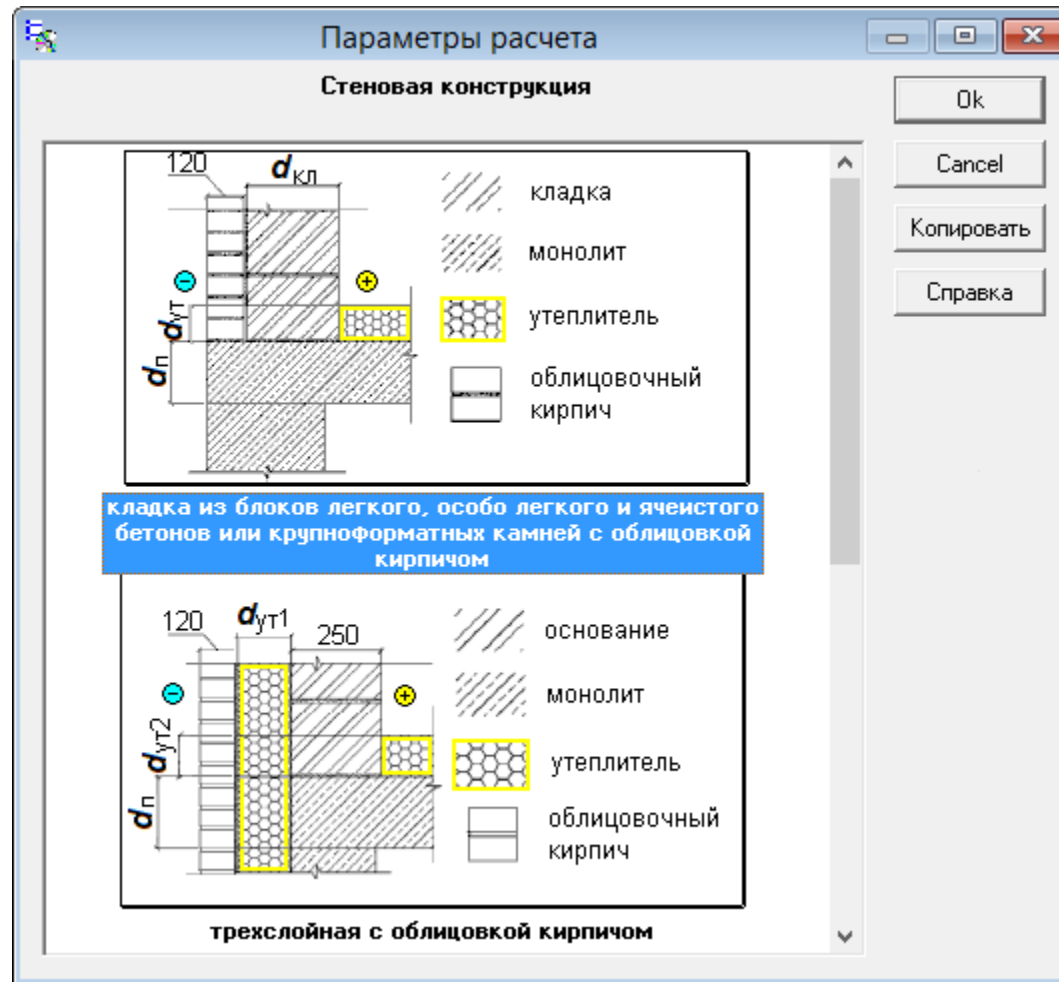 Параметры расчета
Стеновая конструкция
Ok
Cancel
Копировать
Справка
120
dкл
кладка
монолит
утеплитель
облицовочный
кирпич
dут
dп
кладка из блоков легкого, особо легкого и ячеистого
бетонов или крупноформатных камней с облицовкой
кирпичом
120
dут1
250
основание
монолит
утеплитель
облицовочный
кирпич
dут2
dп
трехслойная с облицовкой кирпичом